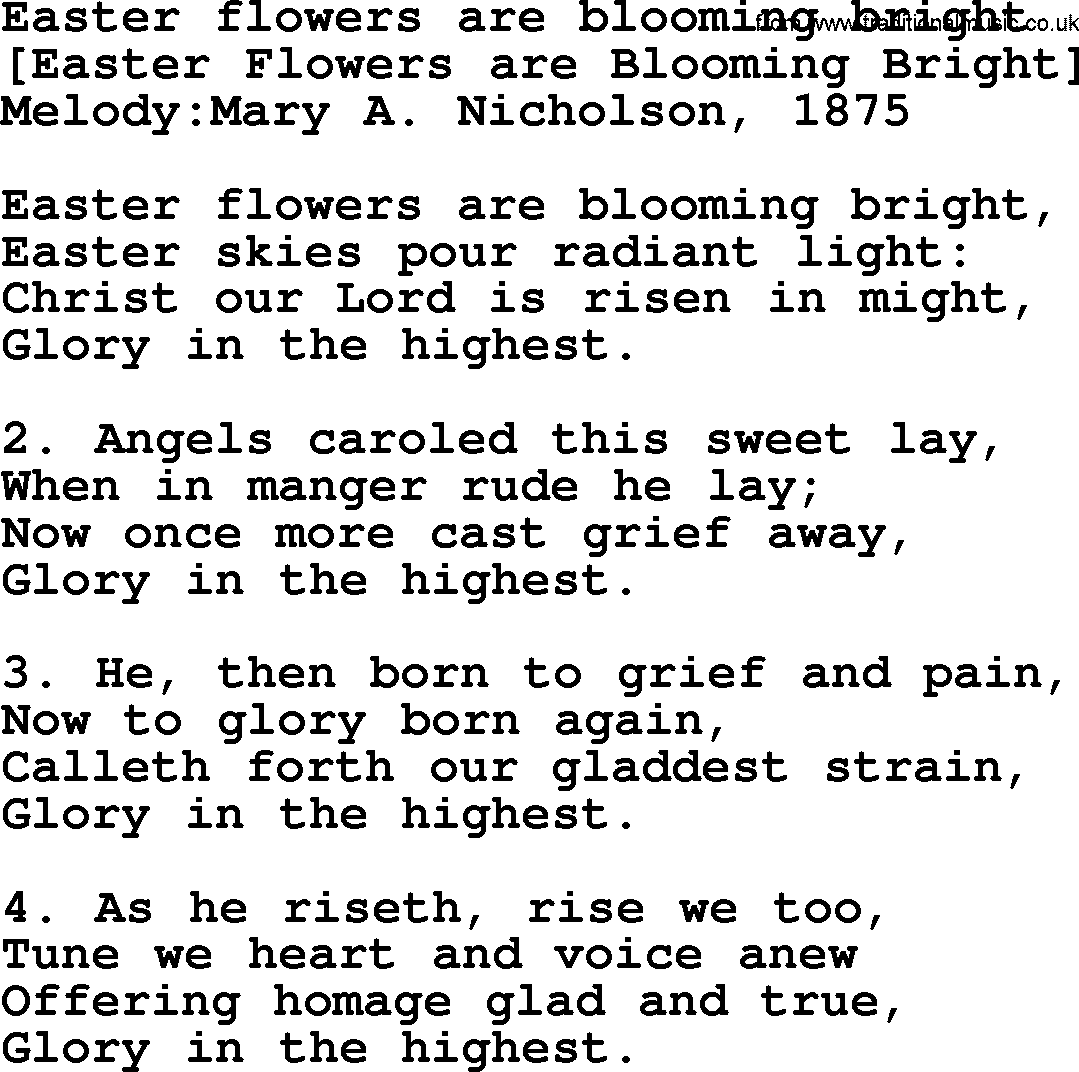 Easter flowers are blooming bright
from www.traditionalmusic.co.uk
[Easter Flowers are Blooming Bright]
Melody:Mary A. Nicholson, 1875

Easter flowers are blooming bright,
Easter skies pour radiant light:
Christ our Lord is risen in might,
Glory in the highest.

2. Angels caroled this sweet lay,
When in manger rude he lay;
Now once more cast grief away,
Glory in the highest.

3. He, then born to grief and pain,
Now to glory born again,
Calleth forth our gladdest strain,
Glory in the highest.

4. As he riseth, rise we too,
Tune we heart and voice anew
Offering homage glad and true,
Glory in the highest.